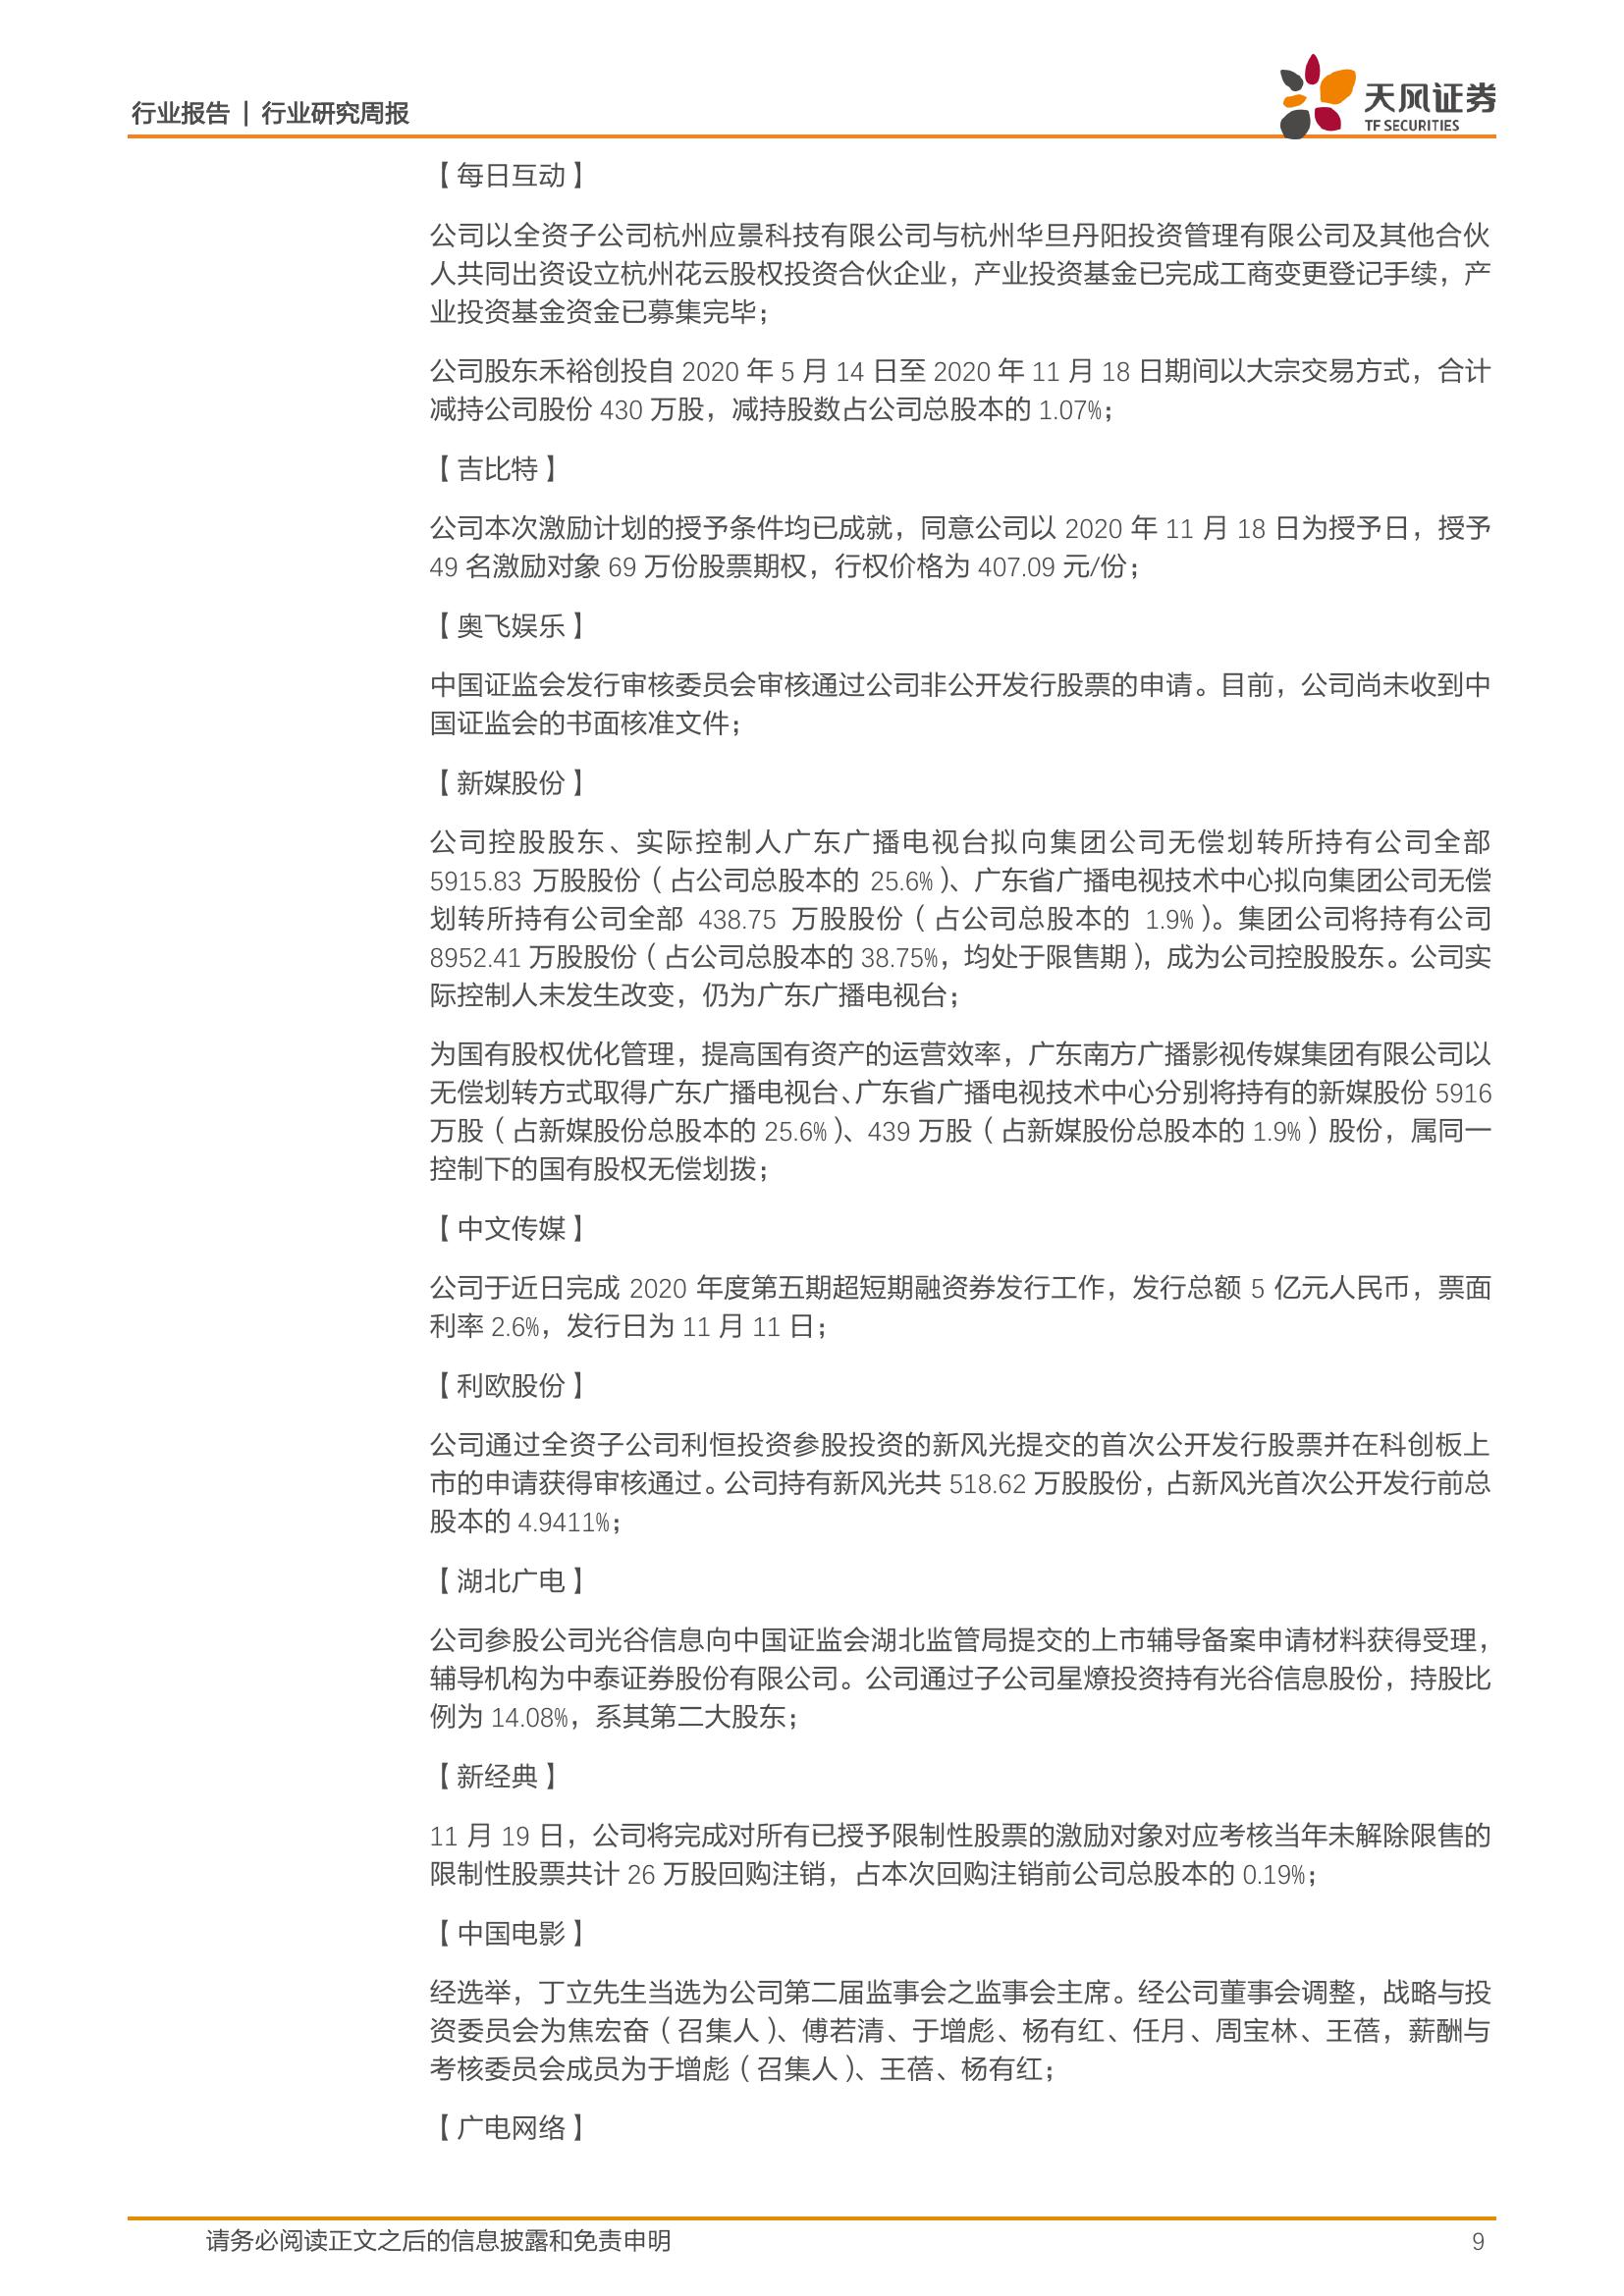 行业报告 | 行业研究周报
天风证券
TF SECURITIES
【每日互动】
公司以全资子公司杭州应景科技有限公司与杭州华旦丹阳投资管理有限公司及其他合伙
人共同出资设立杭州花云股权投资合伙企业，产业投资基金已完成工商变更登记手续，产
业投资基金资金已募集完毕；
公司股东禾裕创投自 2020 年 5 月 14 日至 2020 年 11 月 18 日期间以大宗交易方式，合计
减持公司股份 430 万股，减持股数占公司总股本的 1.07%；
【吉比特】
公司本次激励计划的授予条件均已成就，同意公司以 2020 年 11 月 18 日为授予日，授予
49 名激励对象 69 万份股票期权，行权价格为 407.09 元/份；
【奥飞娱乐】
中国证监会发行审核委员会审核通过公司非公开发行股票的申请。目前，公司尚未收到中
国证监会的书面核准文件；
【新媒股份】
公司控股股东、实际控制人广东广播电视台拟向集团公司无偿划转所持有公司全部
5915.83 万股股份（占公司总股本的 25.6%）、广东省广播电视技术中心拟向集团公司无偿
划转所持有公司全部 438.75 万股股份（占公司总股本的 1.9%）。集团公司将持有公司
8952.41 万股股份（占公司总股本的 38.75%，均处于限售期），成为公司控股股东。公司实
际控制人未发生改变，仍为广东广播电视台；
为国有股权优化管理，提高国有资产的运营效率，广东南方广播影视传媒集团有限公司以
无偿划转方式取得广东广播电视台、广东省广播电视技术中心分别将持有的新媒股份 5916
万股（占新媒股份总股本的 25.6%）、439 万股（占新媒股份总股本的 1.9%）股份，属同一
控制下的国有股权无偿划拨；
【中文传媒】
公司于近日完成 2020 年度第五期超短期融资券发行工作，发行总额 5 亿元人民币，票面
利率 2.6%，发行日为 11 月 11 日；
【利欧股份】
公司通过全资子公司利恒投资参股投资的新风光提交的首次公开发行股票并在科创板上
市的申请获得审核通过。公司持有新风光共 518.62 万股股份，占新风光首次公开发行前总
股本的 4.9411%；
【湖北广电】
公司参股公司光谷信息向中国证监会湖北监管局提交的上市辅导备案申请材料获得受理，
辅导机构为中泰证券股份有限公司。公司通过子公司星燎投资持有光谷信息股份，持股比
例为 14.08%，系其第二大股东；
【新经典】
11 月 19 日，公司将完成对所有已授予限制性股票的激励对象对应考核当年未解除限售的
限制性股票共计 26 万股回购注销，占本次回购注销前公司总股本的 0.19%；
【中国电影】
经选举，丁立先生当选为公司第二届监事会之监事会主席。经公司董事会调整，战略与投
资委员会为焦宏奋（召集人）、傅若清、于增彪、杨有红、任月、周宝林、王蓓，薪酬与
考核委员会成员为于增彪（召集人）、王蓓、杨有红；
【广电网络】
请务必阅读正文之后的信息披露和免责申明
9